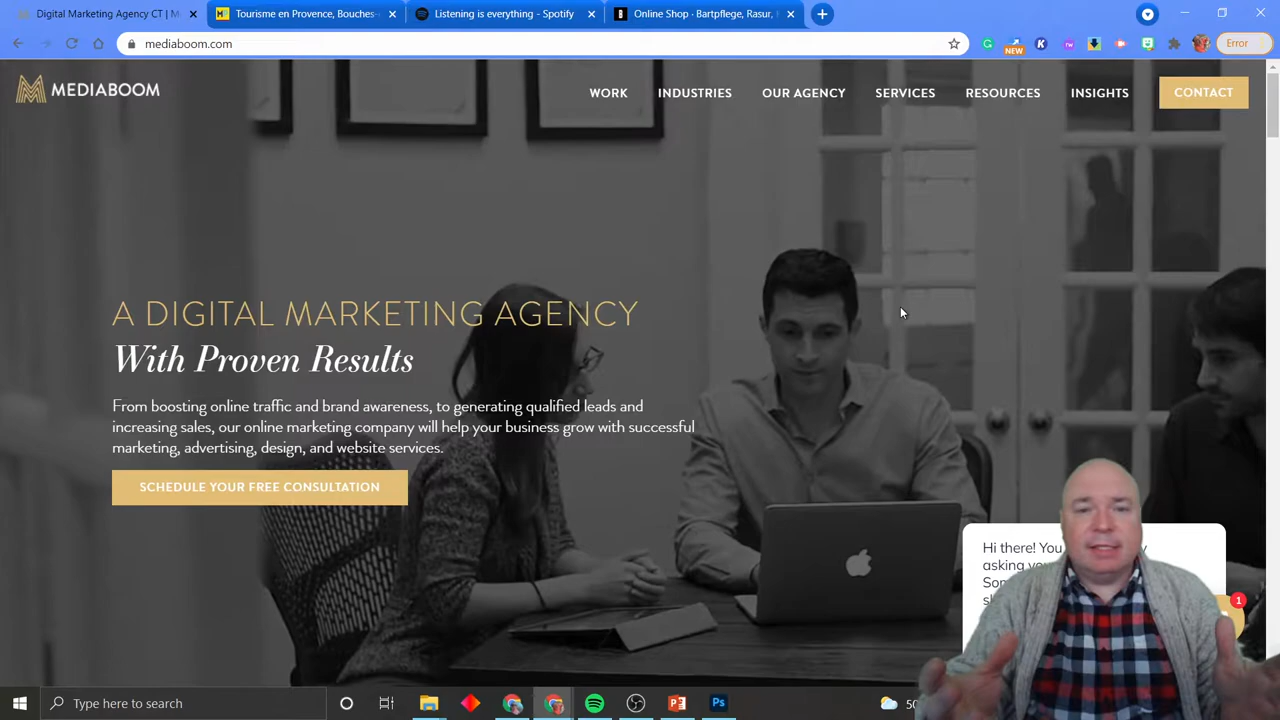 Digital Marketing Agency CT | M
Tourisme en Provence, Bouches-
Listening is everything - Spotify
Online Shop · Bartpflege, Rasur,
mediaboom.com
NEW
Error
MEDIABOOM
WORK
INDUSTRIES
OUR AGENCY
SERVICES
RESOURCES
INSIGHTS
CONTACT
A DIGITAL MARKETING AGENCY
With Proven Results
From boosting online traffic and brand awareness, to generating qualified leads and
increasing sales, our online marketing company will help your business grow with successful
marketing, advertising, design, and website services.
SCHEDULE YOUR FREE CONSULTATION
Hi there! You
1
Type here to search